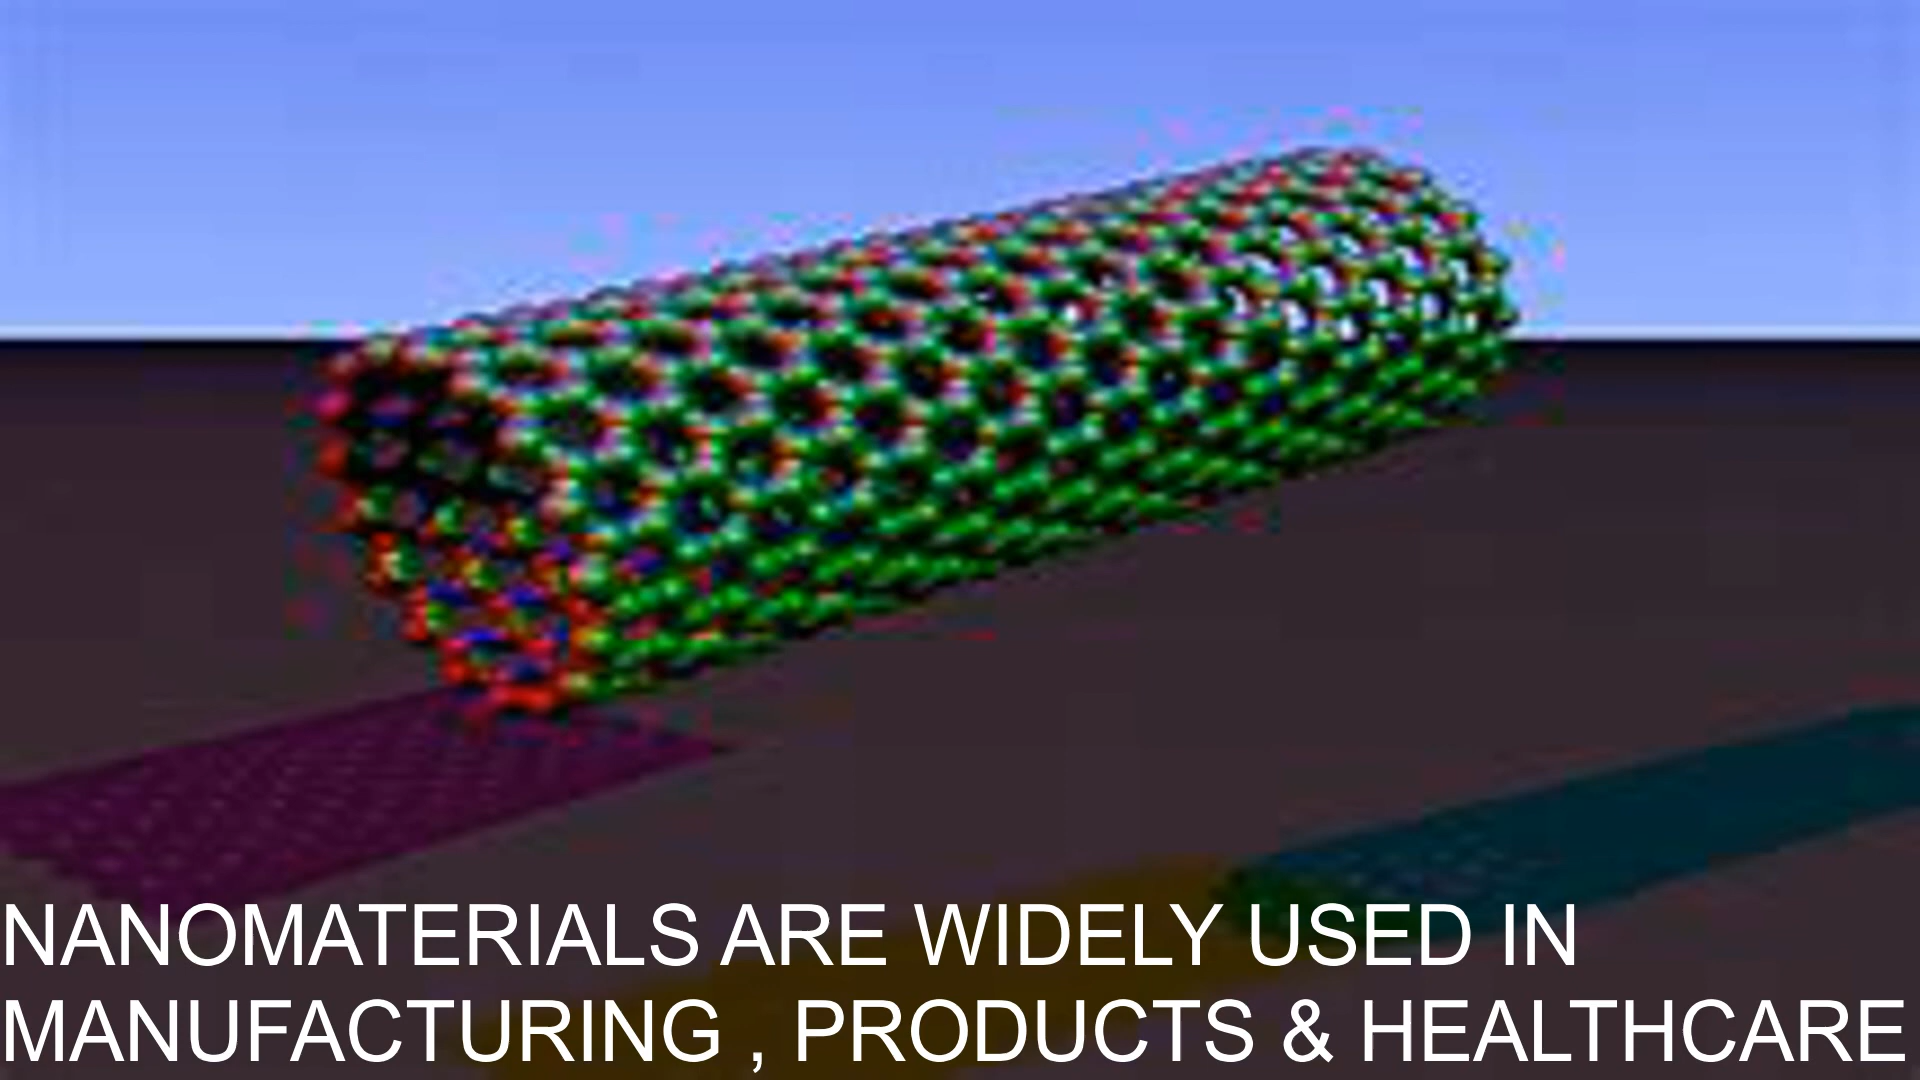 NANOMATERIALS ARE WIDELY USED IN
MANUFACTURING , PRODUCTS & HEALTHCARE